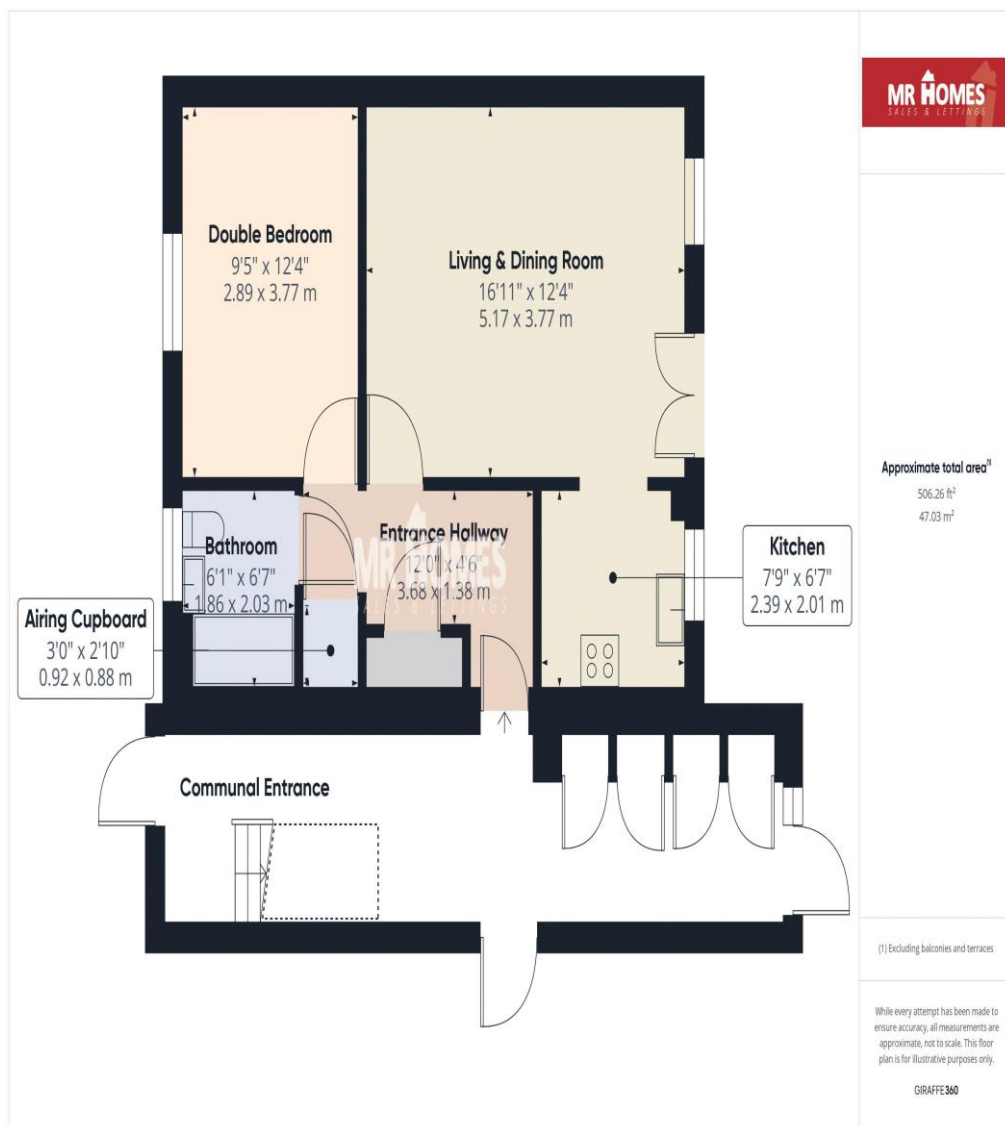 MR HOMES
SALES & LETTINGS
Double Bedroom
9'5" x 12'4"
2.89 x 3.77 m
Living & Dining Room
16'11" x 12'4"
5.17 x 3.77 m
Approximate total area⁽¹⁾
506.26 ft²
47.03 m²
Bathroom
6'1" x 6'7"
1.86 x 2.03 m
Entrance Hallway
12'0" x 4'6"
3.68 x 1.38 m
MR HOMES
SALES & LETTINGS
Kitchen
7'9" x 6'7"
2.39 x 2.01 m
Airing Cupboard
3'0" x 2'10"
0.92 x 0.88 m
Communal Entrance
(1) Excluding balconies and terraces
While every attempt has been made to
ensure accuracy, all measurements are
approximate, not to scale. This floor
plan is for illustrative purposes only.
GIRAFFE360